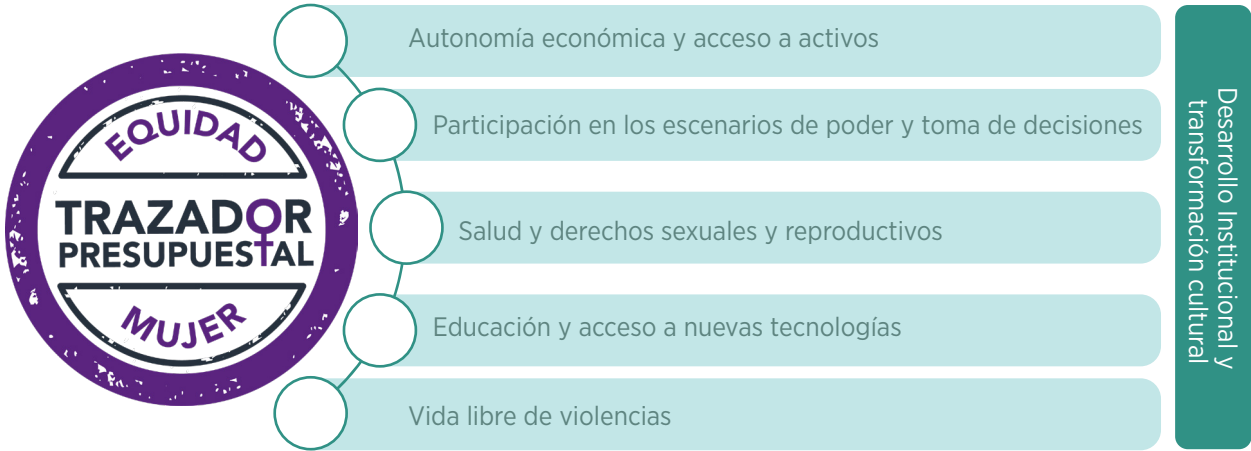 EQUIDAD
TRAZADOR
PRESUPUESTAL
MUJER
Autonomía económica y acceso a activos
Participación en los escenarios de poder y toma de decisiones
Salud y derechos sexuales y reproductivos
Educación y acceso a nuevas tecnologías
Vida libre de violencias
Desarrollo Institucional y
transformación cultural